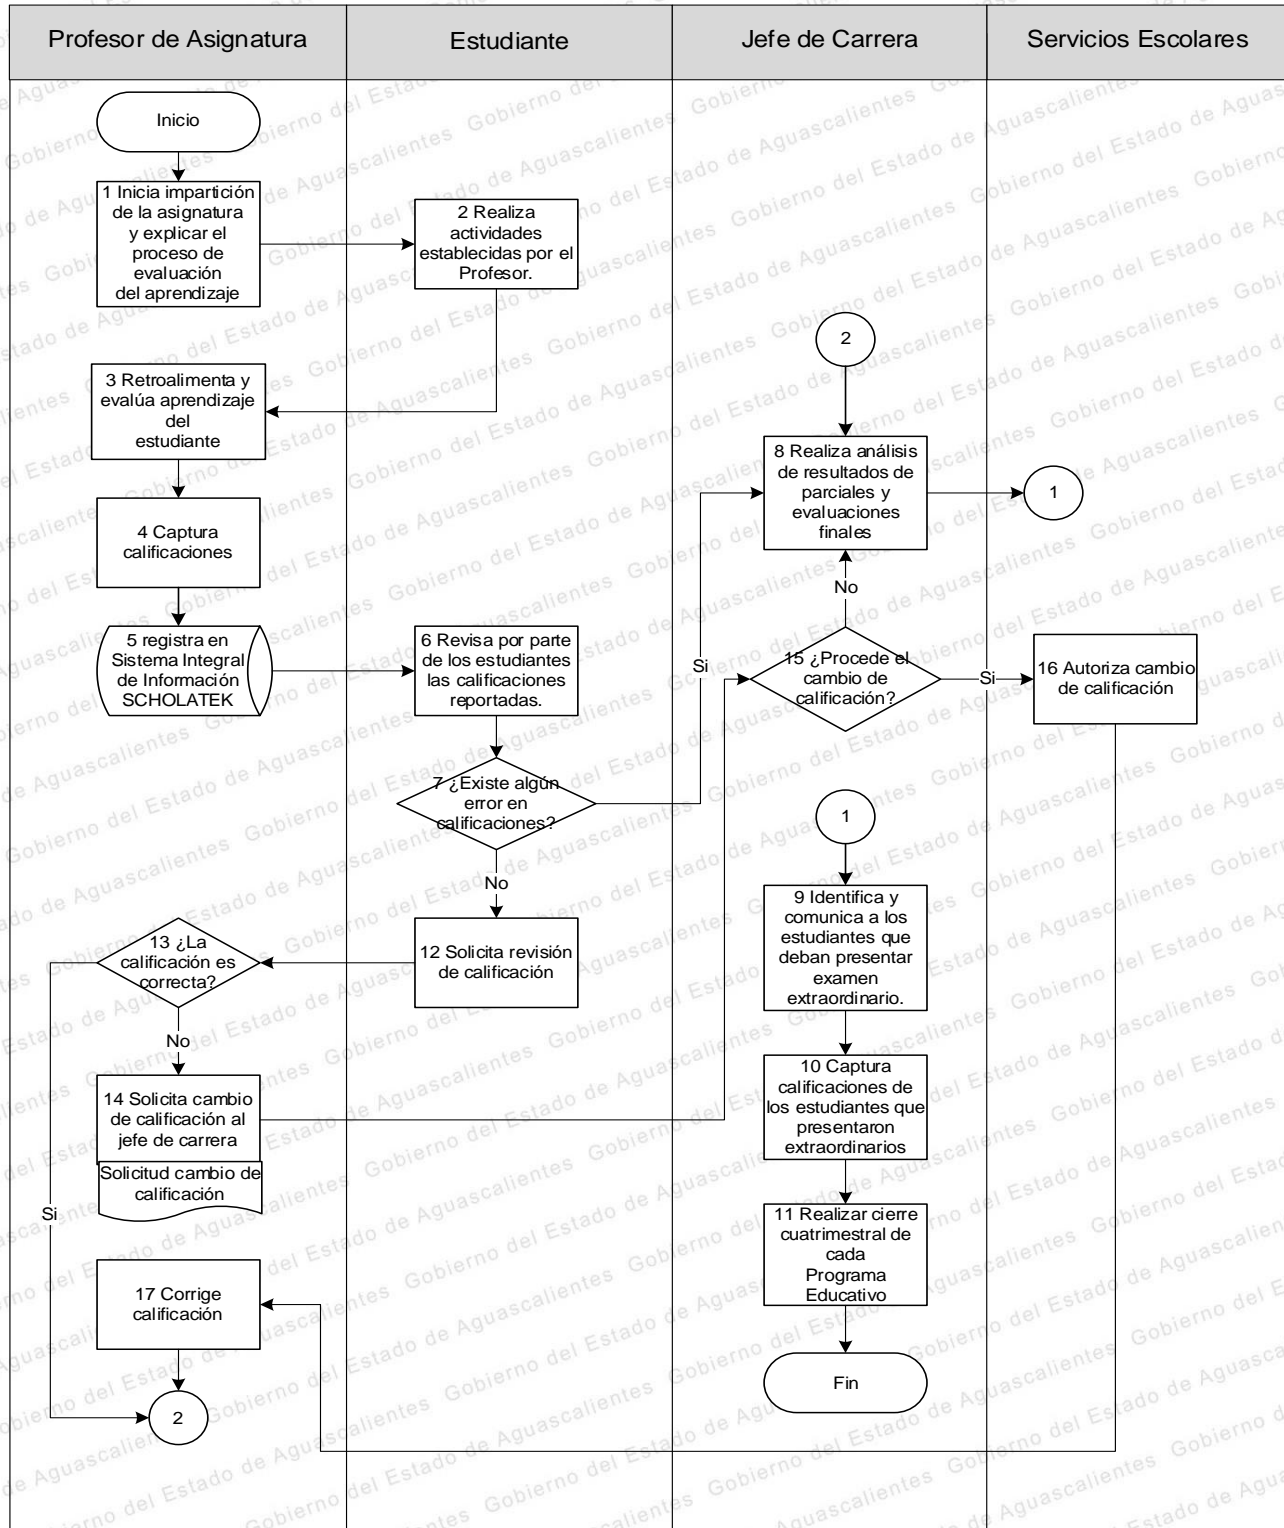 Profesor de Asignatura
Estudiante
Jefe de Carrera
Servicios Escolares
Inicio
1 Inicia impartición
de la asignatura
y explicar el
proceso de
evaluación
del aprendizaje
2 Realiza
actividades
establecidas por el
Profesor.
2
3 Retroalimenta y
evalúa aprendizaje
del
estudiante
8 Realiza análisis
de resultados de
parciales y
evaluaciones
finales
1
4 Captura
calificaciones
No
5 registra en
Sistema Integral
de Información
SCHOLATEK
6 Revisa por parte
de los estudiantes
las calificaciones
reportadas.
Si
15 ¿Procede el
cambio de
calificación?
Si
16 Autoriza cambio
de calificación
7 ¿Existe algún
error en
calificaciones?
1
No
9 Identifica y
comunica a los
estudiantes que
deban presentar
examen
extraordinario.
13 ¿La
calificación es
correcta?
12 Solicita revisión
de calificación
No
10 Captura
calificaciones de
los estudiantes que
presentaron
extraordinarios
14 Solicita cambio
de calificación al
jefe de carrera
Solicitud cambio de
calificación
Si
11 Realizar cierre
cuatrimestral de
cada
Programa
Educativo
17 Corrige
calificación
Fin
2
Gobierno del Estado de Aguascalientes